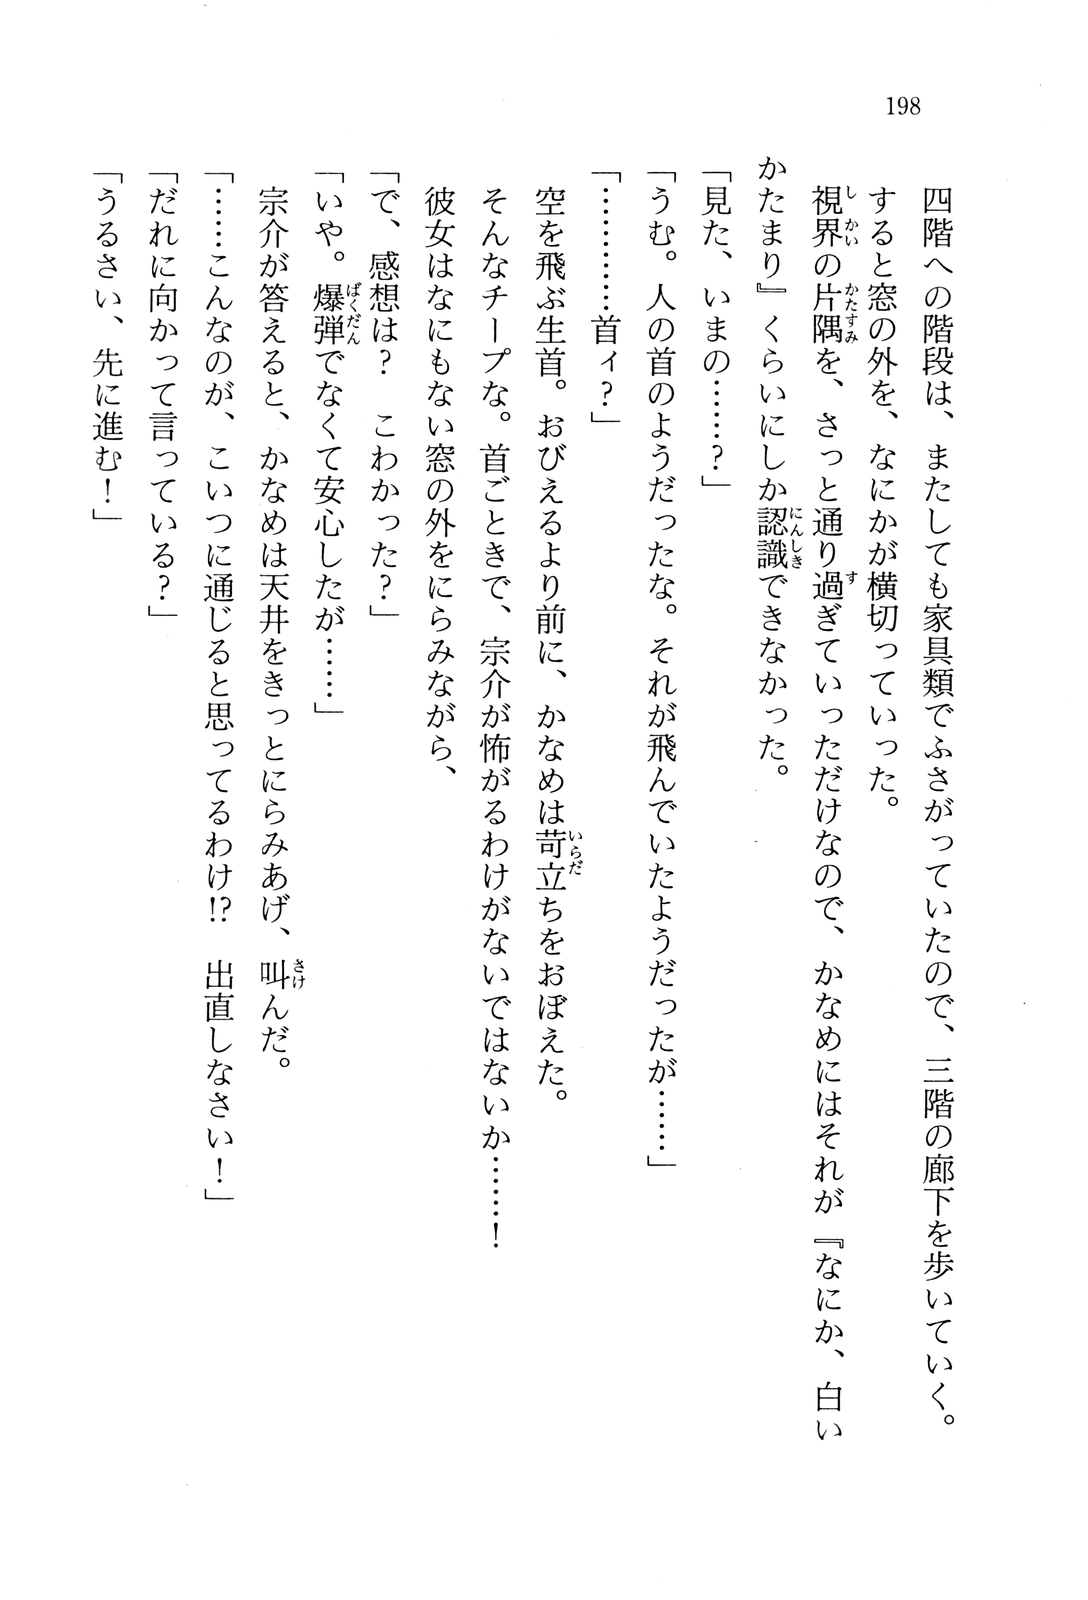 198
　四階への階段は、またしても家具類でふさがっていたので、三階の廊下を歩いていく。
　すると窓の外を、なにかが横切っていった。
　視界の片隅を、さっと通り過ぎていっただけなので、かなめにはそれが『なにか、白い
かたまり』くらいにしか認識できなかった。
「見た、いまの……？」
「うむ。人の首のようだったな。それが飛んでいたようだったが……」
「…………首ィ？」
　空を飛ぶ生首。おびえるより前に、かなめは苛立ちをおぼえた。
　そんなチープな。首ごときで、宗介が怖がるわけがないではないか……！
　彼女はなにもない窓の外をにらみながら、
「で、感想は？　こわかった？」
「いや。爆弾でなくて安心したが……」
　宗介が答えると、かなめは天井をきっとにらみあげ、叫んだ。
「……こんなのが、こいつに通じると思ってるわけ!?　出直しなさい！」
「だれに向かって言っている？」
「うるさい、先に進む！」